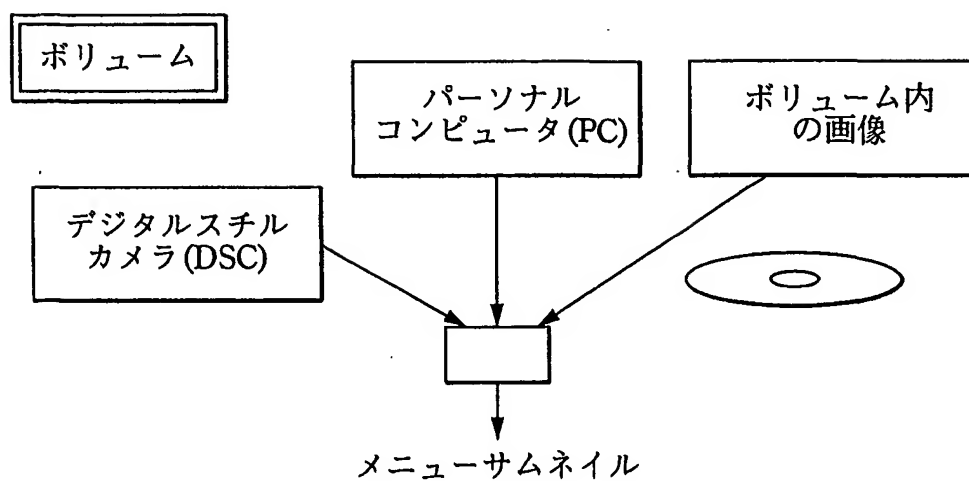 ボリューム
パーソナル
コンピュータ(PC)
ボリューム内
の画像
デジタルスチル
カメラ(DSC)
メニューサムネイル